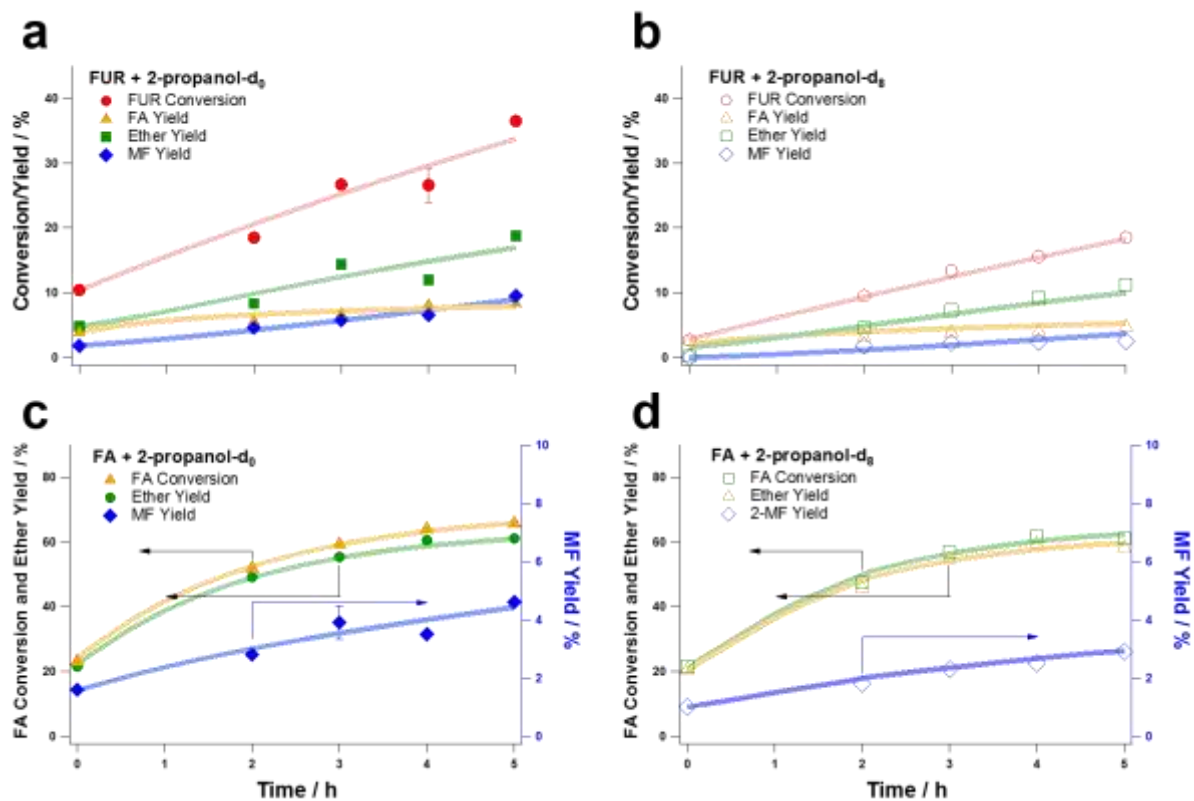 a
FUR + 2-propanol-d0
FUR Conversion
FA Yield
Ether Yield
MF Yield
Conversion/Yield / %
40
30
20
10
0
b
FUR + 2-propanol-d8
FUR Conversion
FA Yield
Ether Yield
MF Yield
Conversion/Yield / %
40
30
20
10
0
c
FA + 2-propanol-d0
FA Conversion
Ether Yield
MF Yield
FA Conversion and Ether Yield / %
80
60
40
20
0
10
8
6
4
2
0
MF Yield / %
0 1 2 3 4 5
Time / h
d
FA + 2-propanol-d8
FA Conversion
Ether Yield
2-MF Yield
FA Conversion and Ether Yield / %
80
60
40
20
0
10
8
6
4
2
0
MF Yield / %
0 1 2 3 4 5
Time / h